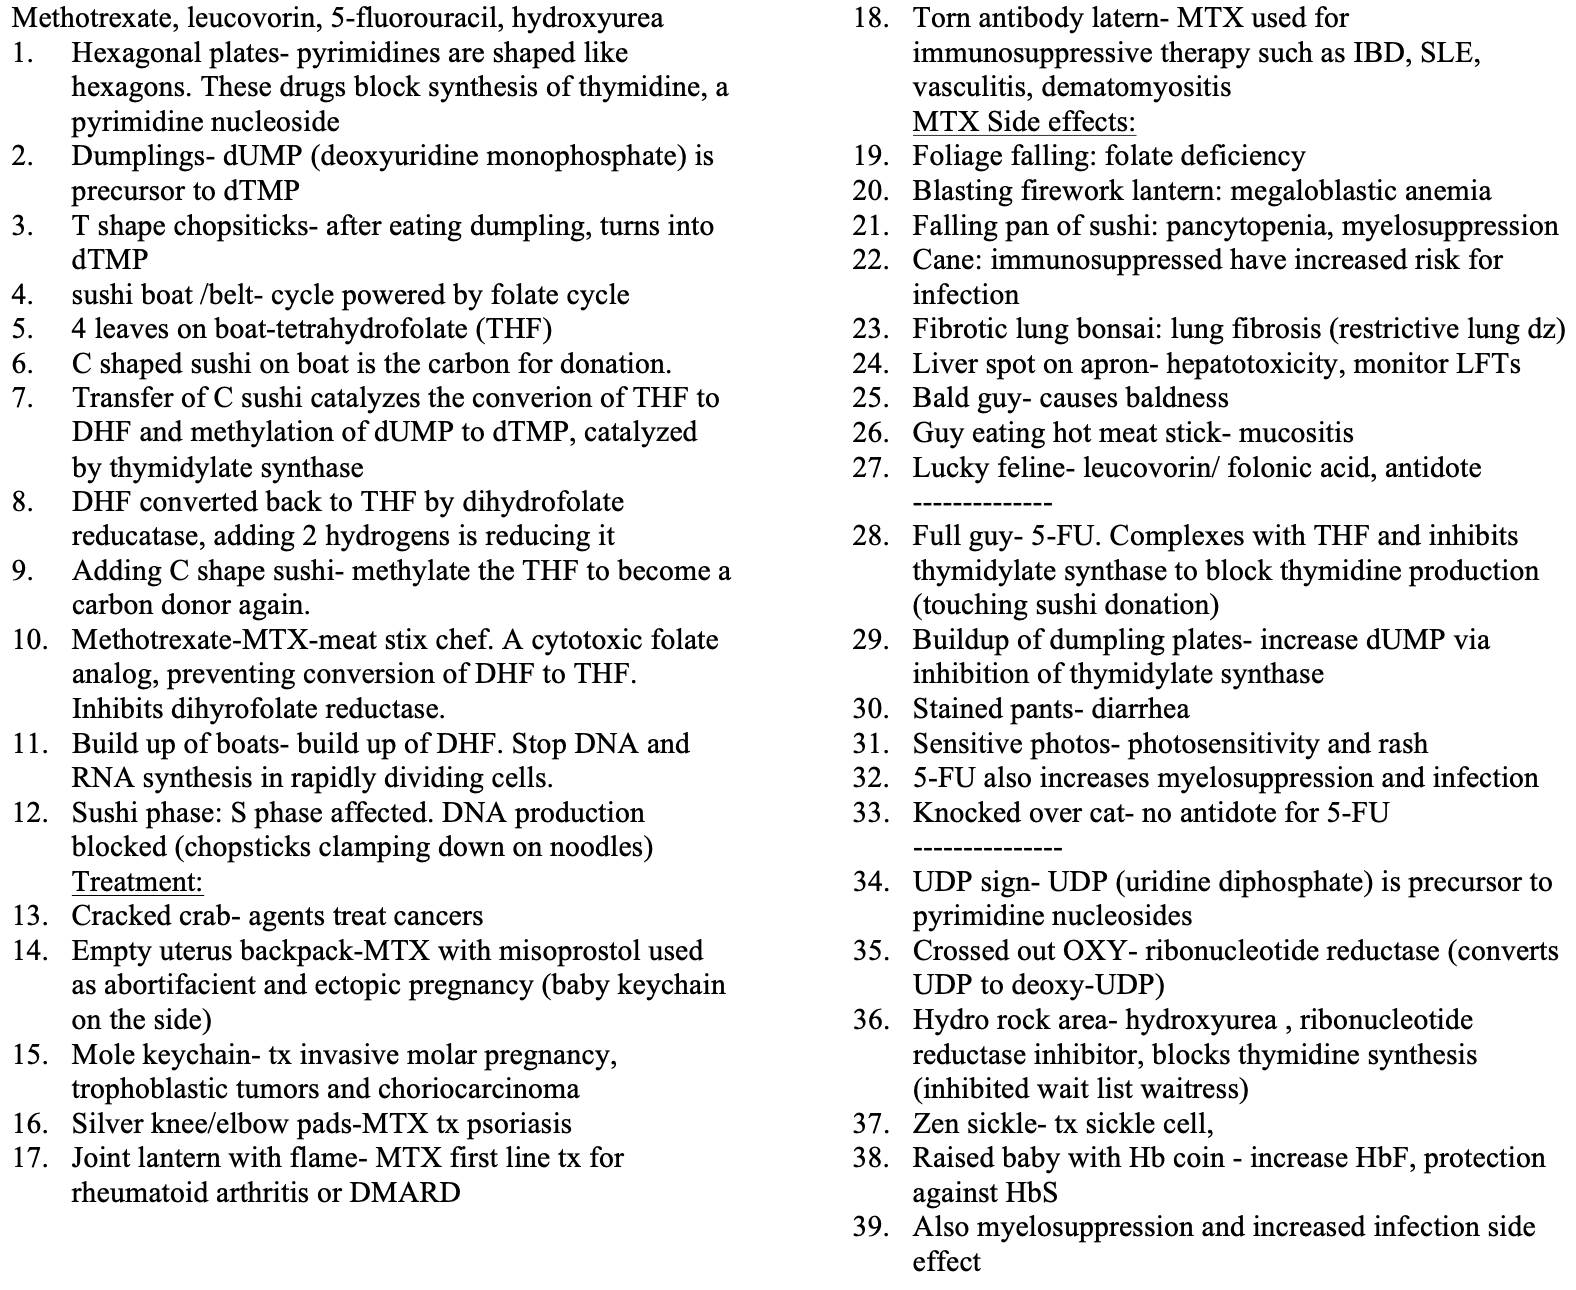 Methotrexate, leucovorin, 5-fluorouracil, hydroxyurea
1. Hexagonal plates- pyrimidines are shaped like
hexagons. These drugs block synthesis of thymidine, a
pyrimidine nucleoside
2. Dumplings- dUMP (deoxyuridine monophosphate) is
precursor to dTMP
3. T shape chopsiticks- after eating dumpling, turns into
dTMP
4. sushi boat /belt- cycle powered by folate cycle
5. 4 leaves on boat-tetrahydrofolate (THF)
6. C shaped sushi on boat is the carbon for donation.
7. Transfer of C sushi catalyzes the converion of THF to
DHF and methylation of dUMP to dTMP, catalyzed
by thymidylate synthase
8. DHF converted back to THF by dihydrofolate
reducatase, adding 2 hydrogens is reducing it
9. Adding C shape sushi- methylate the THF to become a
carbon donor again.
10. Methotrexate-MTX-meat stix chef. A cytotoxic folate
analog, preventing conversion of DHF to THF.
Inhibits dihyrofolate reductase.
11. Build up of boats- build up of DHF. Stop DNA and
RNA synthesis in rapidly dividing cells.
12. Sushi phase: S phase affected. DNA production
blocked (chopsticks clamping down on noodles)
Treatment:
13. Cracked crab- agents treat cancers
14. Empty uterus backpack-MTX with misoprostol used
as abortifacient and ectopic pregnancy (baby keychain
on the side)
15. Mole keychain- tx invasive molar pregnancy,
trophoblastic tumors and choriocarcinoma
16. Silver knee/elbow pads-MTX tx psoriasis
17. Joint lantern with flame- MTX first line tx for
rheumatoid arthritis or DMARD
18. Torn antibody latern- MTX used for
immunosuppressive therapy such as IBD, SLE,
vasculitis, dematomyositis
MTX Side effects:
19. Foliage falling: folate deficiency
20. Blasting firework lantern: megaloblastic anemia
21. Falling pan of sushi: pancytopenia, myelosuppression
22. Cane: immunosuppressed have increased risk for
infection
23. Fibrotic lung bonsai: lung fibrosis (restrictive lung dz)
24. Liver spot on apron- hepatotoxicity, monitor LFTs
25. Bald guy- causes baldness
26. Guy eating hot meat stick- mucositis
27. Lucky feline- leucovorin/ folonic acid, antidote
--------------
28. Full guy- 5-FU. Complexes with THF and inhibits
thymidylate synthase to block thymidine production
(touching sushi donation)
29. Buildup of dumpling plates- increase dUMP via
inhibition of thymidylate synthase
30. Stained pants- diarrhea
31. Sensitive photos- photosensitivity and rash
32. 5-FU also increases myelosuppression and infection
33. Knocked over cat- no antidote for 5-FU
---------------
34. UDP sign- UDP (uridine diphosphate) is precursor to
pyrimidine nucleosides
35. Crossed out OXY- ribonucleotide reductase (converts
UDP to deoxy-UDP)
36. Hydro rock area- hydroxyurea , ribonucleotide
reductase inhibitor, blocks thymidine synthesis
(inhibited wait list waitress)
37. Zen sickle- tx sickle cell,
38. Raised baby with Hb coin - increase HbF, protection
against HbS
39. Also myelosuppression and increased infection side
effect